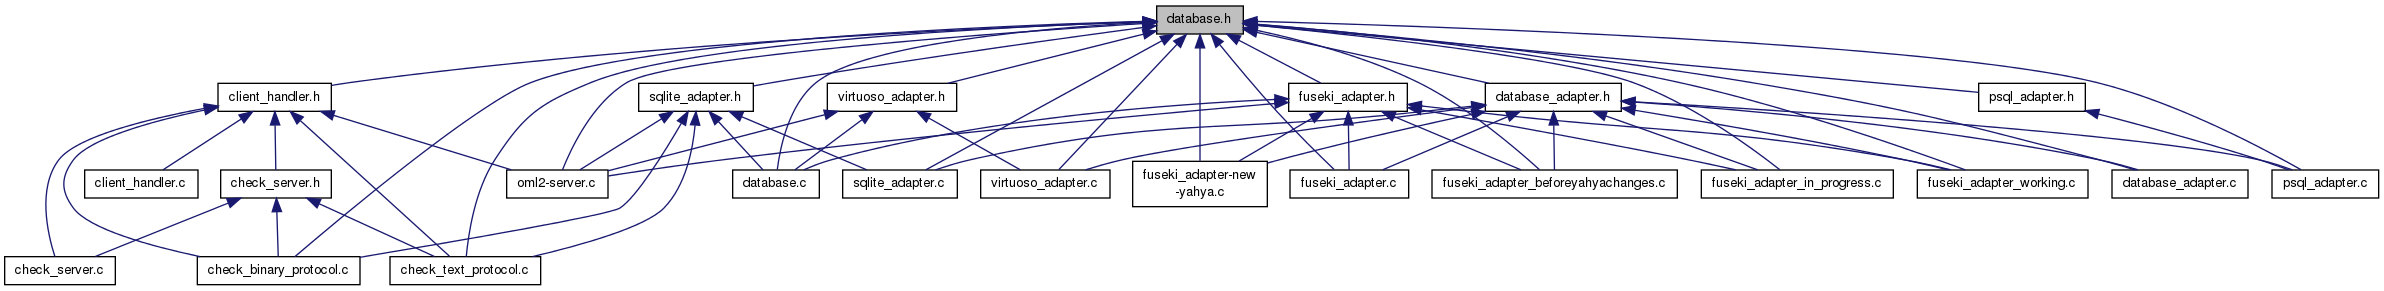 database.h
client_handler.h
sqlite_adapter.h
virtuoso_adapter.h
fuseki_adapter.h
database_adapter.h
psql_adapter.h
client_handler.c
check_server.h
oml2-server.c
database.c
sqlite_adapter.c
virtuoso_adapter.c
fuseki_adapter-new
-yahya.c
fuseki_adapter.c
fuseki_adapter_beforeyahyachanges.c
fuseki_adapter_in_progress.c
fuseki_adapter_working.c
database_adapter.c
psql_adapter.c
check_server.c
check_binary_protocol.c
check_text_protocol.c